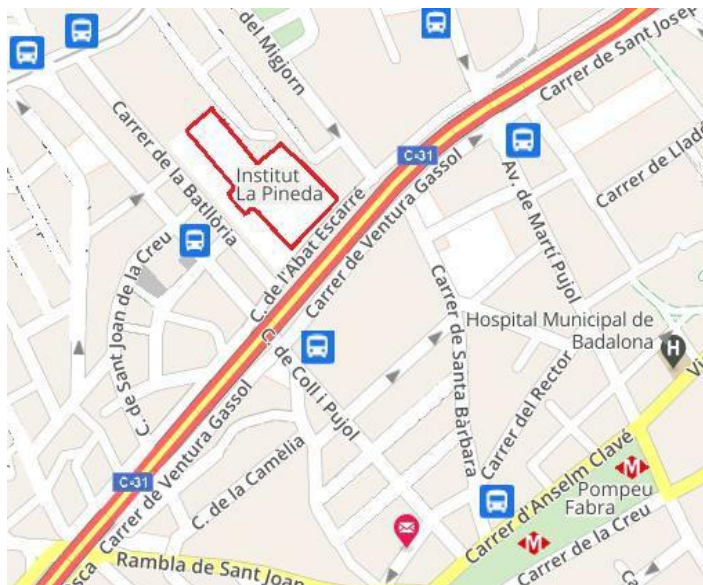 del Migjorn
Carrer de Sant Josep
Carrer de la Batllòria
C-31
Institut
La Pineda
Av. de Martí Pujol
Carrer de Lladó
C. de l'Abat Escarré
Carrer de Ventura Gassol
C. de Sant Joan de la Creu
Carrer de Santa Bàrbara
Hospital Municipal de
Badalona
H
C. de Coll i Pujol
Carrer del Rector
C. de la Camèlia
Carrer d'Anselm Clavé
C-31
Carrer de Ventura Gassol
M
Pompeu
Fabra
M
Carrer de la Creu
Rambla de Sant Joan